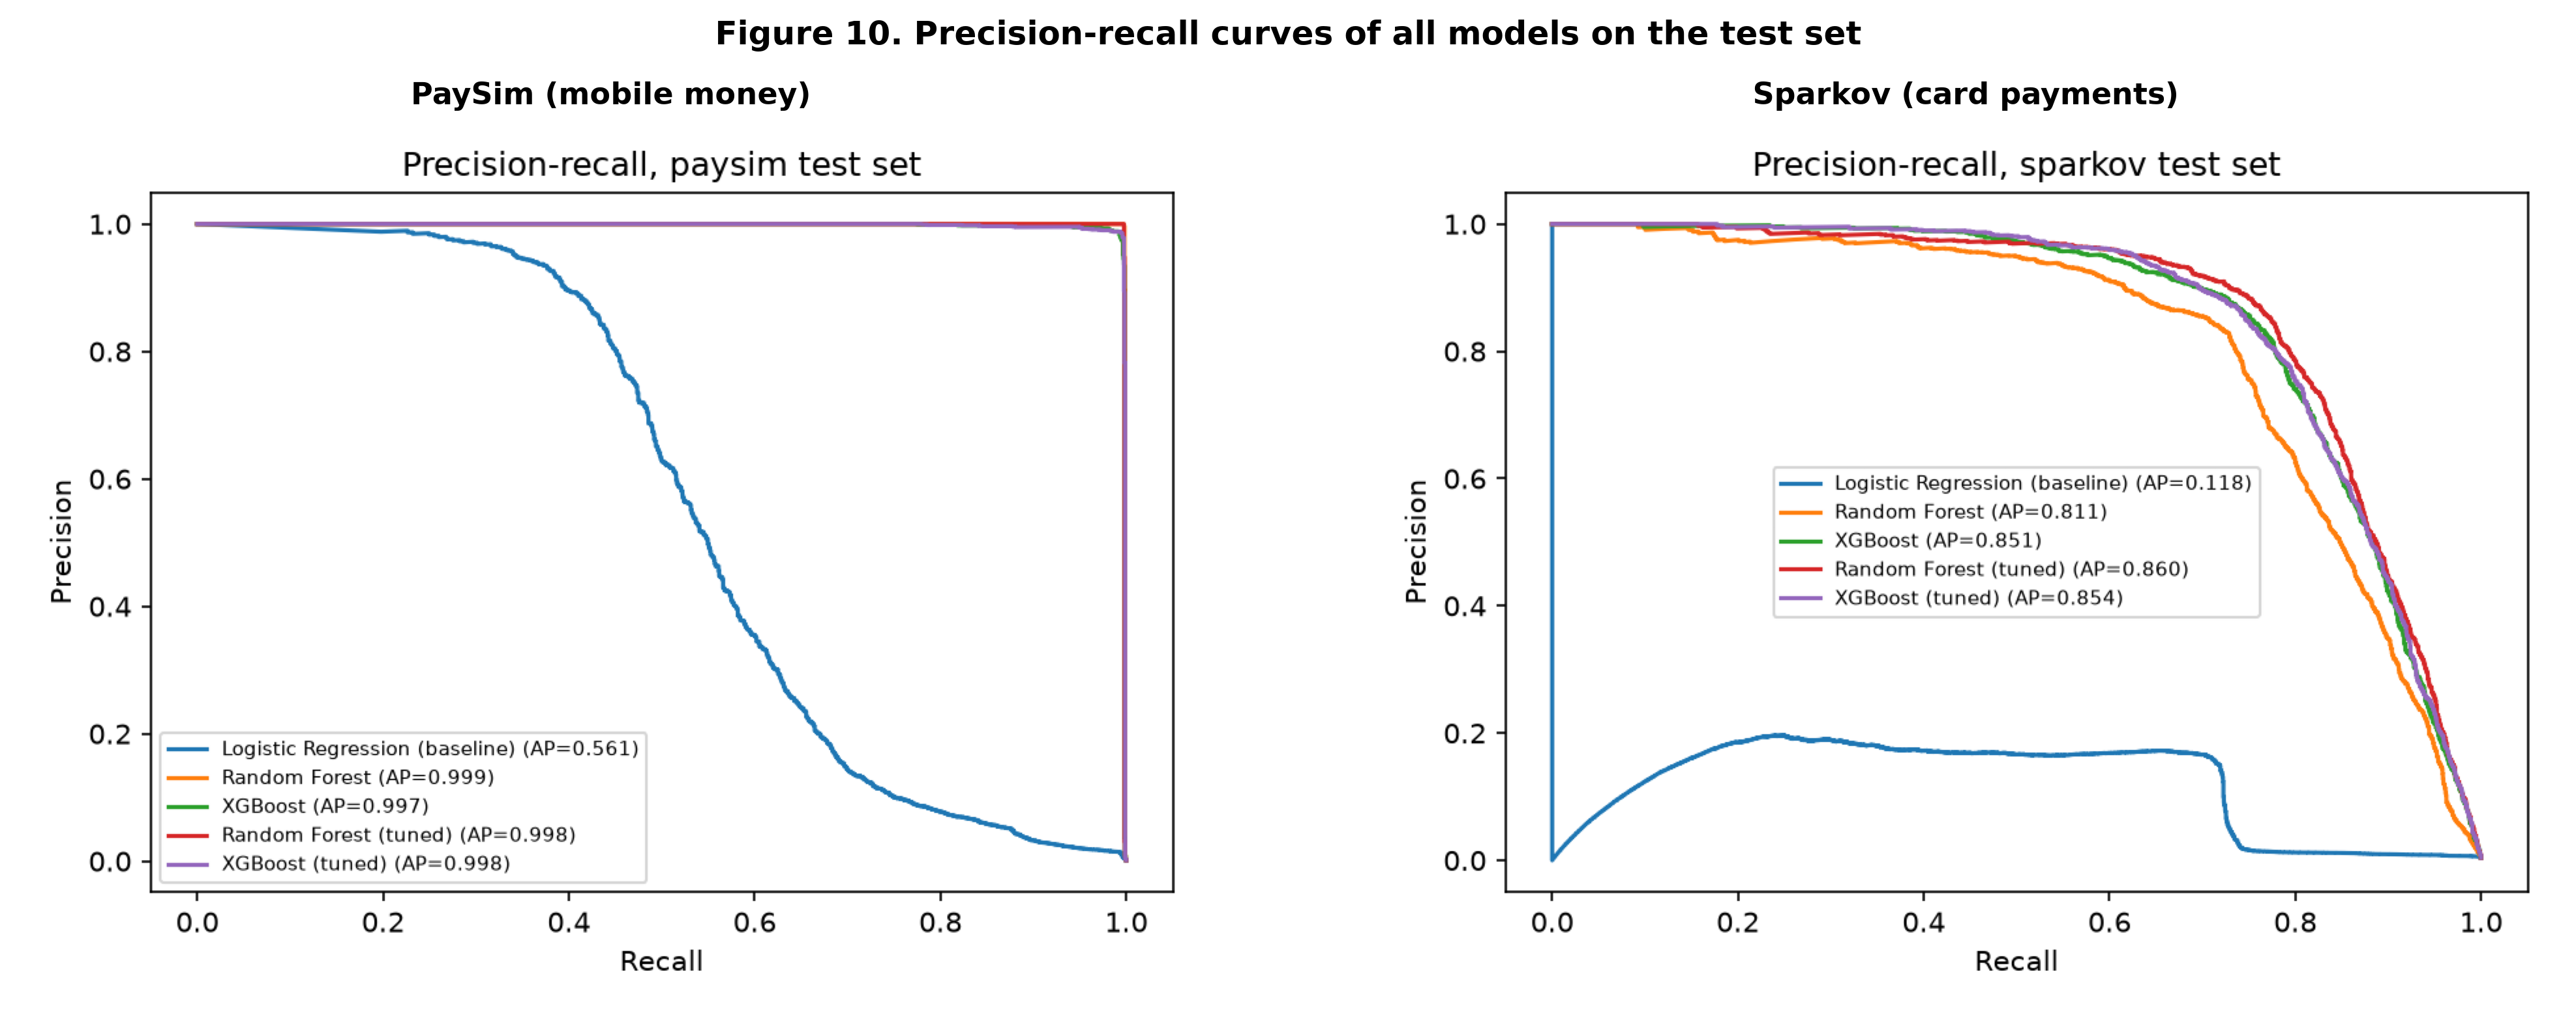 Figure 10. Precision-recall curves of all models on the test set
PaySim (mobile money)
Precision-recall, paysim test set
1.0
0.8
0.6
0.4
0.2
0.0
Precision
Logistic Regression (baseline) (AP=0.561)
Random Forest (AP=0.999)
XGBoost (AP=0.997)
Random Forest (tuned) (AP=0.998)
XGBoost (tuned) (AP=0.998)
0.0 0.2 0.4 0.6 0.8 1.0
Recall
Sparkov (card payments)
Precision-recall, sparkov test set
1.0
0.8
0.6
0.4
0.2
0.0
Precision
Logistic Regression (baseline) (AP=0.118)
Random Forest (AP=0.811)
XGBoost (AP=0.851)
Random Forest (tuned) (AP=0.860)
XGBoost (tuned) (AP=0.854)
0.0 0.2 0.4 0.6 0.8 1.0
Recall